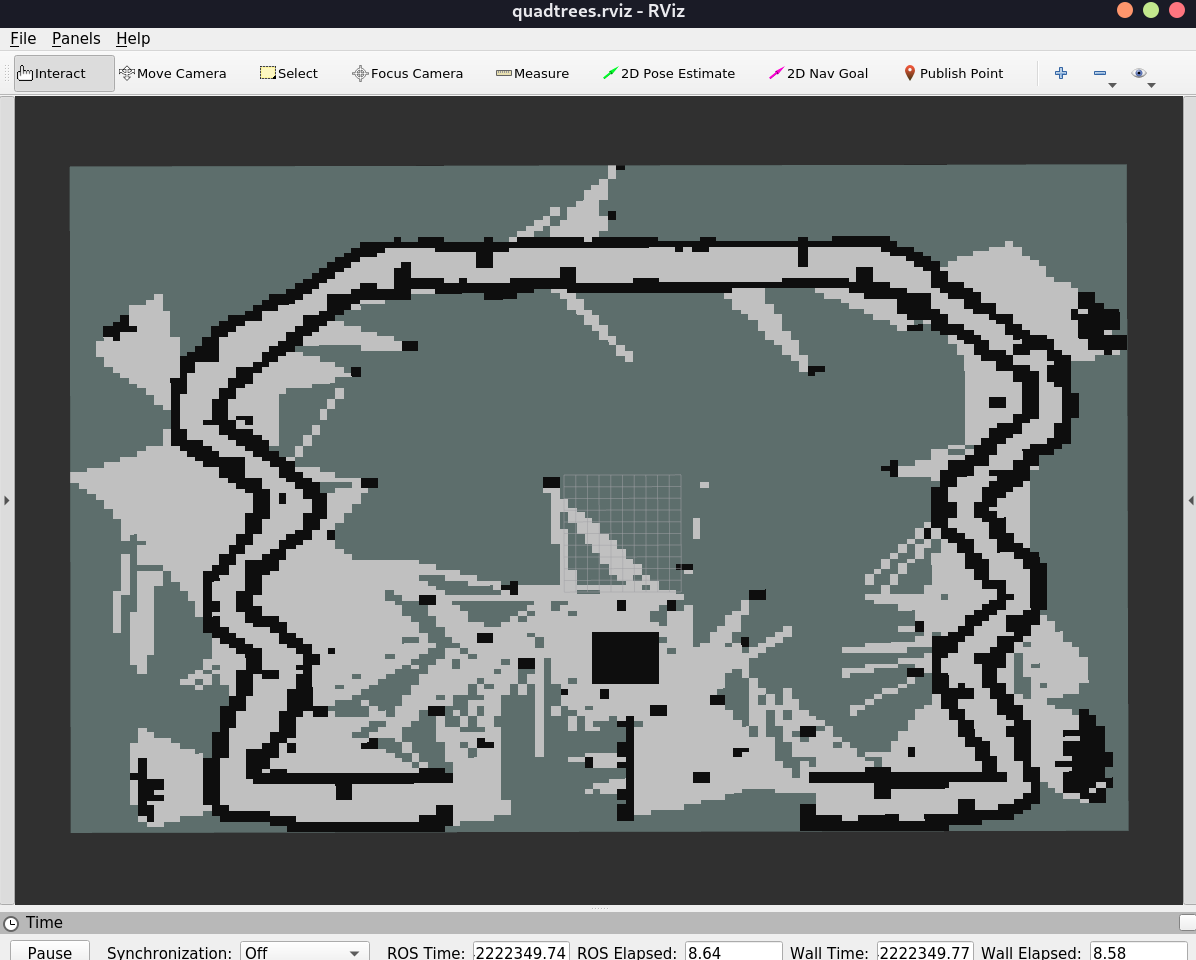 quadtrees.rviz - RViz
File Panels Help
Interact Move Camera Select Focus Camera Measure 2D Pose Estimate 2D Nav Goal Publish Point
Time
Pause Synchronization: Off ROS Time: 2222349.74 ROS Elapsed: 8.64 Wall Time: 2222349.77 Wall Elapsed: 8.58